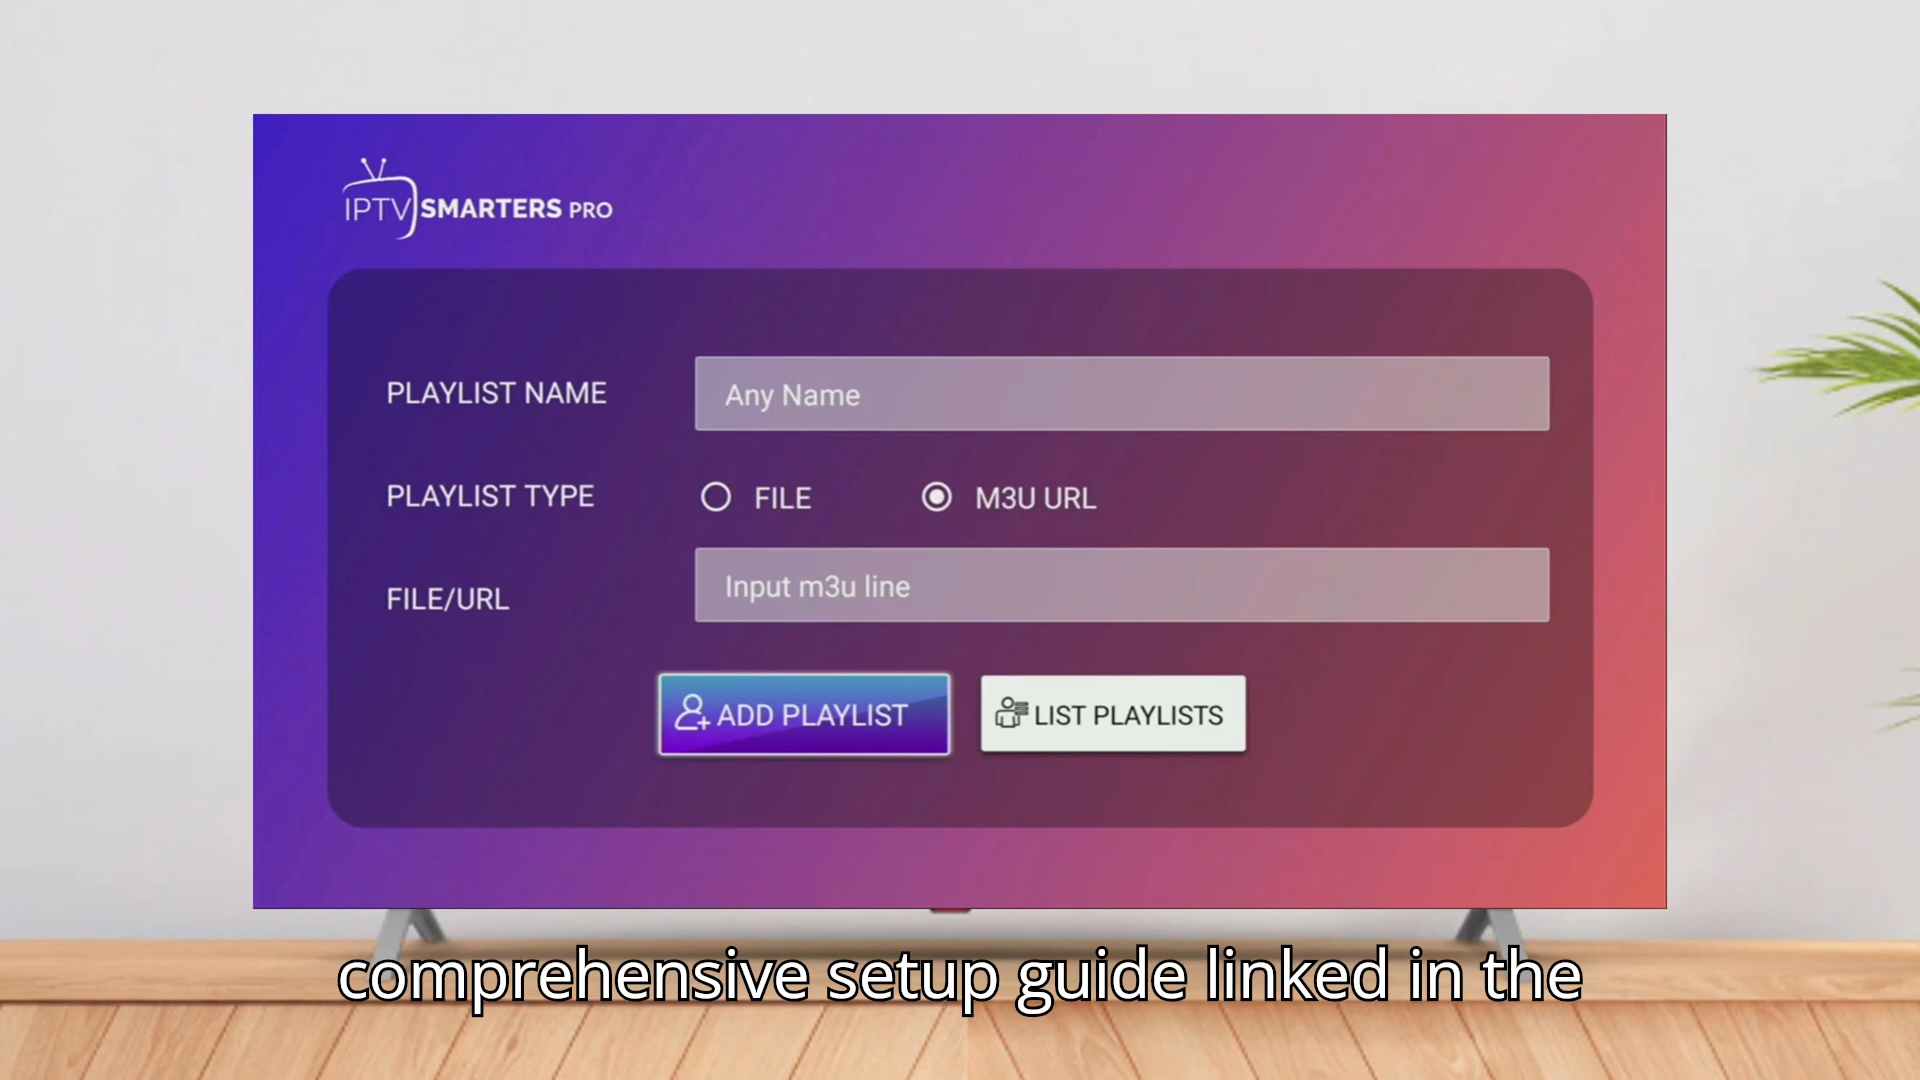 IPTV SMARTERS PRO
PLAYLIST NAME
Any Name
PLAYLIST TYPE
FILE
M3U URL
FILE/URL
Input m3u line
ADD PLAYLIST
LIST PLAYLISTS
comprehensive setup guide linked in the